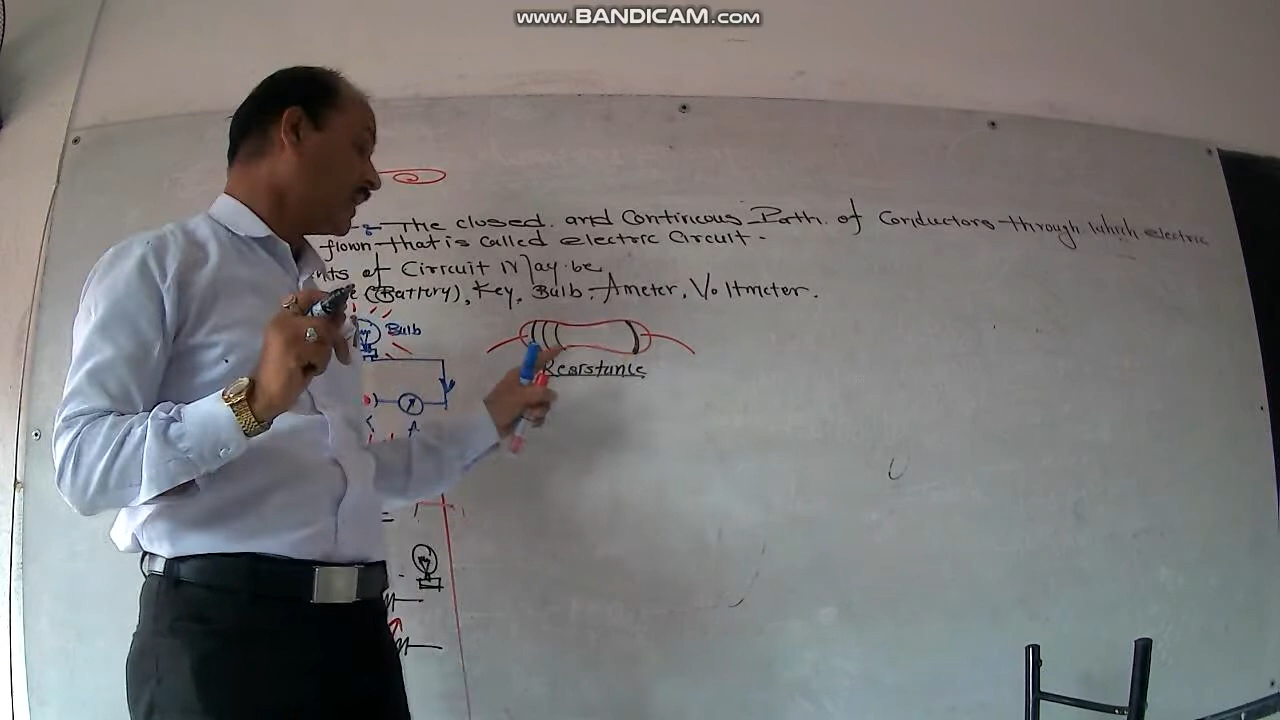 www.BANDICAM.com
The closed and Continuous Path of Conductors through which electric
flown that is called electric Circuit.
of Circuit May be
(Battery), Key, Bulb, Ameter, Voltmeter.
Bulb
Resistance
A